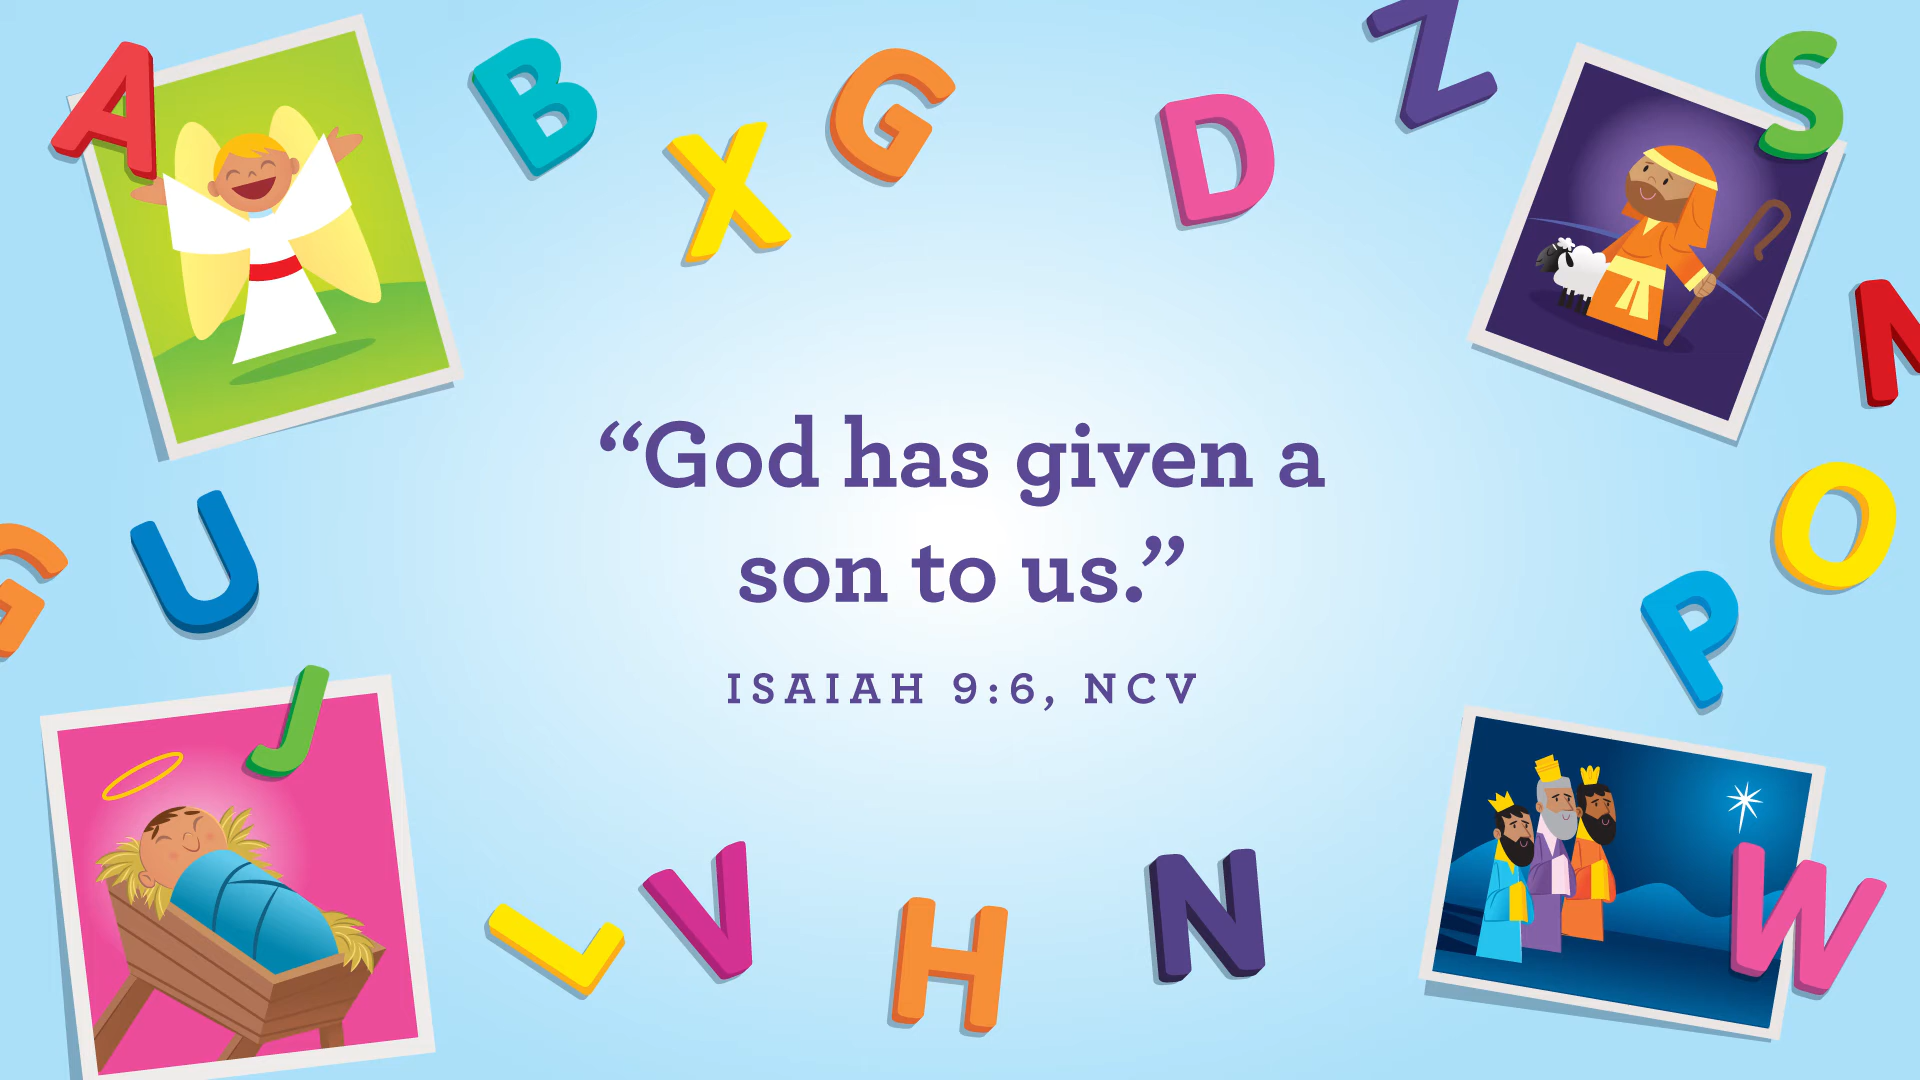 A
B
X
G
D
Z
S
“God has given a
son to us.”
ISAIAH 9:6, NCV
G
U
O
P
J
L
V
H
N
W